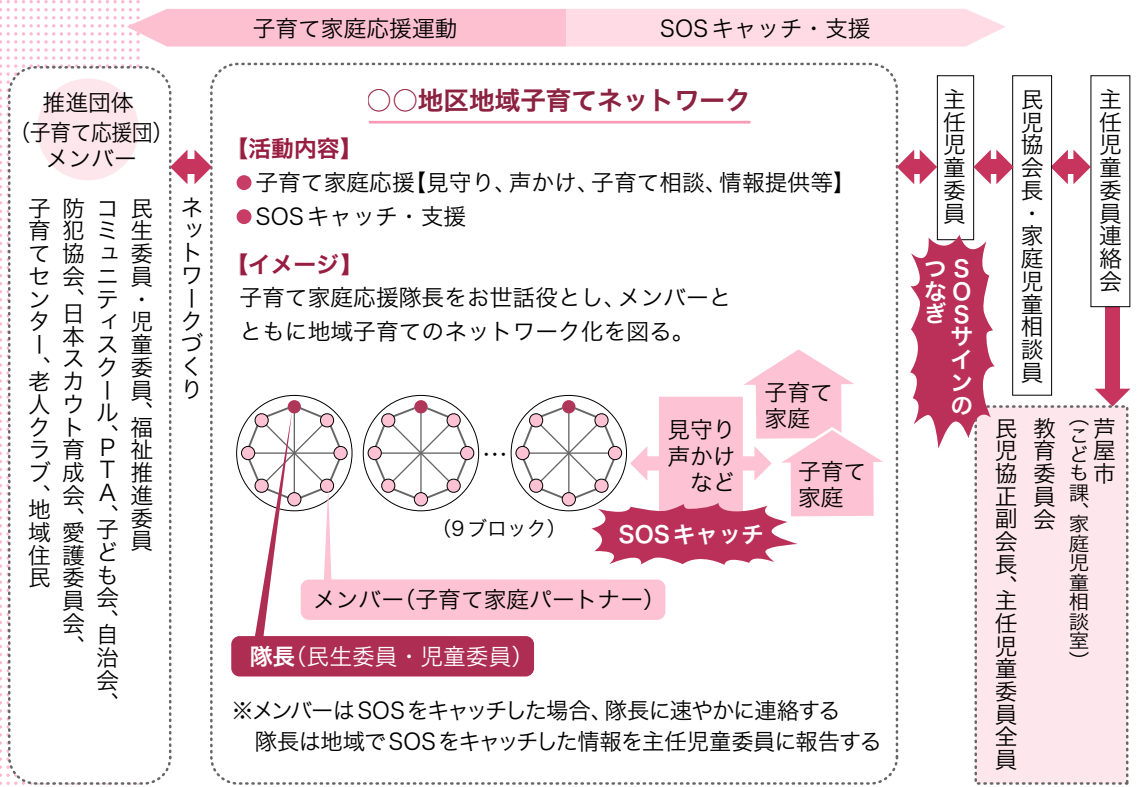 子育て家庭応援運動
SOSキャッチ・支援
推進団体
(子育て応援団)
メンバー
民生委員・児童委員、福祉推進委員
コミュニティスクール、PTA、子ども会、自治会、
防犯協会、日本スカウト育成会、愛護委員会、
子育てセンター、老人クラブ、地域住民
ネットワークづくり
○○地区地域子育てネットワーク
【活動内容】
●子育て家庭応援【見守り、声かけ、子育て相談、情報提供等】
●SOSキャッチ・支援
【イメージ】
子育て家庭応援隊長をお世話役とし、メンバーと
ともに地域子育てのネットワーク化を図る。
…
(9ブロック)
見守り
声かけ
など
子育て
家庭
子育て
家庭
SOSキャッチ
メンバー(子育て家庭パートナー)
隊長(民生委員・児童委員)
※メンバーはSOSをキャッチした場合、隊長に速やかに連絡する
隊長は地域でSOSをキャッチした情報を主任児童委員に報告する
主任児童委員
SOSサインの
つなぎ
民児協会長・家庭児童相談員
主任児童委員連絡会
芦屋市
(こども課、家庭児童相談室)
教育委員会
民児協正副会長、主任児童委員全員